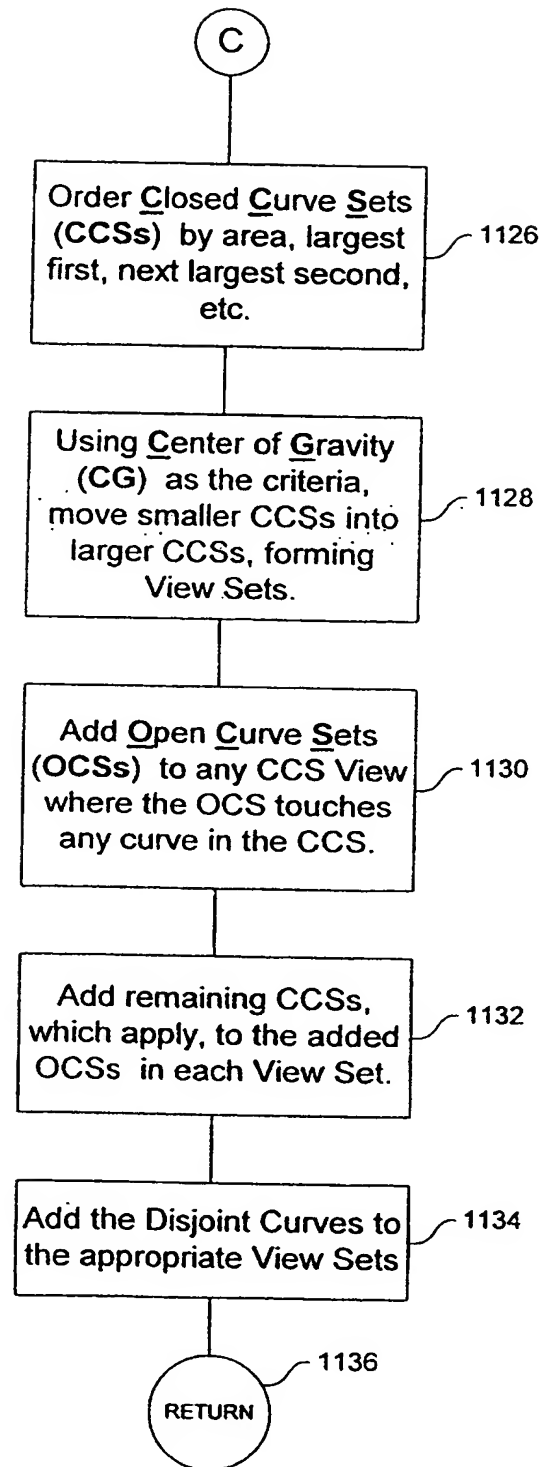 C
Order Closed Curve Sets
(CCSs) by area, largest
first, next largest second,
etc.
1126
Using Center of Gravity
(CG) as the criteria,
move smaller CCSs into
larger CCSs, forming
View Sets.
1128
Add Open Curve Sets
(OCSs) to any CCS View
where the OCS touches
any curve in the CCS.
1130
Add remaining CCSs,
which apply, to the added
OCSs in each View Set.
1132
Add the Disjoint Curves to
the appropriate View Sets
1134
1136
RETURN